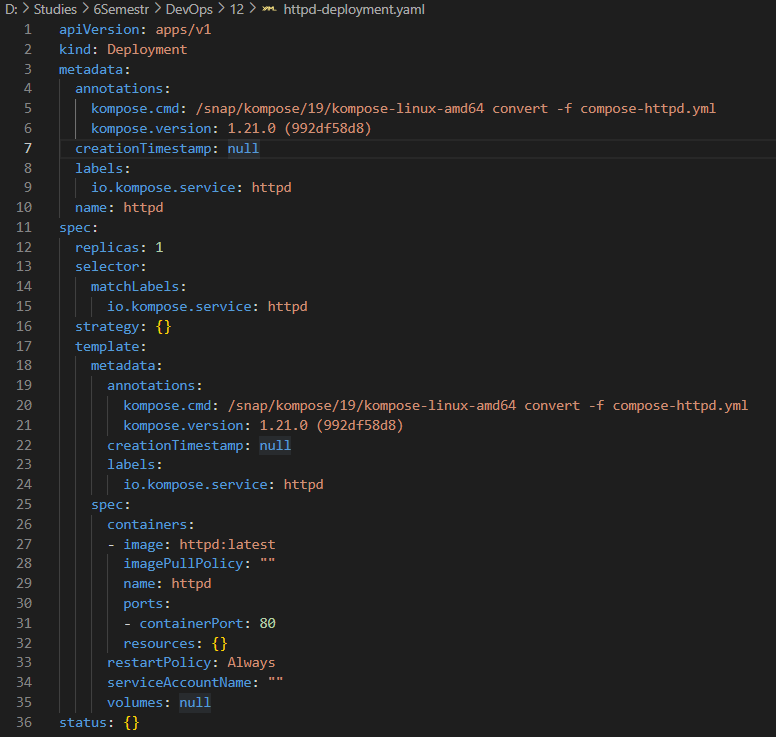 D: > Studies > 6Semestr > DevOps > 12 > httpd-deployment.yaml
1 apiVersion: apps/v1
2 kind: Deployment
3 metadata:
4   annotations:
5     kompose.cmd: /snap/kompose/19/kompose-linux-amd64 convert -f compose-httpd.yml
6     kompose.version: 1.21.0 (992df58d8)
7   creationTimestamp: null
8   labels:
9     io.kompose.service: httpd
10   name: httpd
11 spec:
12   replicas: 1
13   selector:
14     matchLabels:
15       io.kompose.service: httpd
16   strategy: {}
17   template:
18     metadata:
19       annotations:
20         kompose.cmd: /snap/kompose/19/kompose-linux-amd64 convert -f compose-httpd.yml
21         kompose.version: 1.21.0 (992df58d8)
22       creationTimestamp: null
23       labels:
24         io.kompose.service: httpd
25     spec:
26       containers:
27       - image: httpd:latest
28         imagePullPolicy: ""
29         name: httpd
30         ports:
31         - containerPort: 80
32         resources: {}
33       restartPolicy: Always
34       serviceAccountName: ""
35       volumes: null
36 status: {}